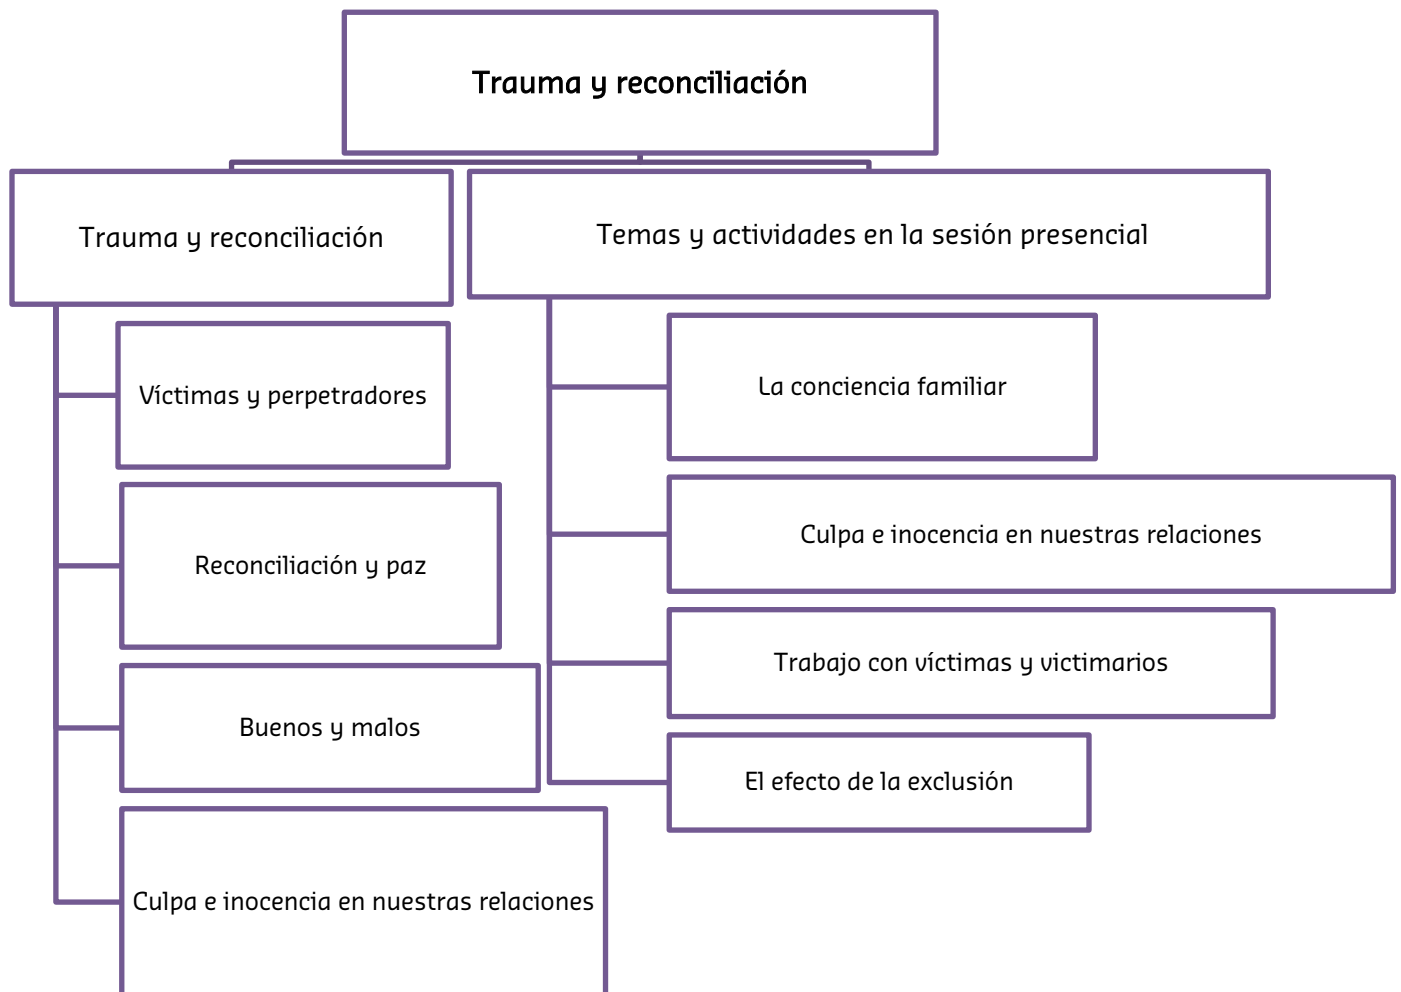 Trauma y reconciliación
Trauma y reconciliación
Víctimas y perpetradores
Reconciliación y paz
Buenos y malos
Culpa e inocencia en nuestras relaciones
Temas y actividades en la sesión presencial
La conciencia familiar
Culpa e inocencia en nuestras relaciones
Trabajo con víctimas y victimarios
El efecto de la exclusión